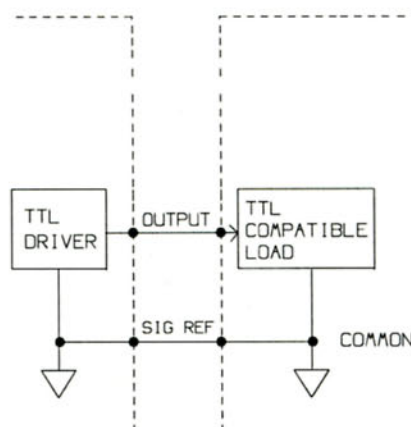 TTL
DRIVER
OUTPUT
TTL
COMPATIBLE
LOAD
SIG REF
COMMON